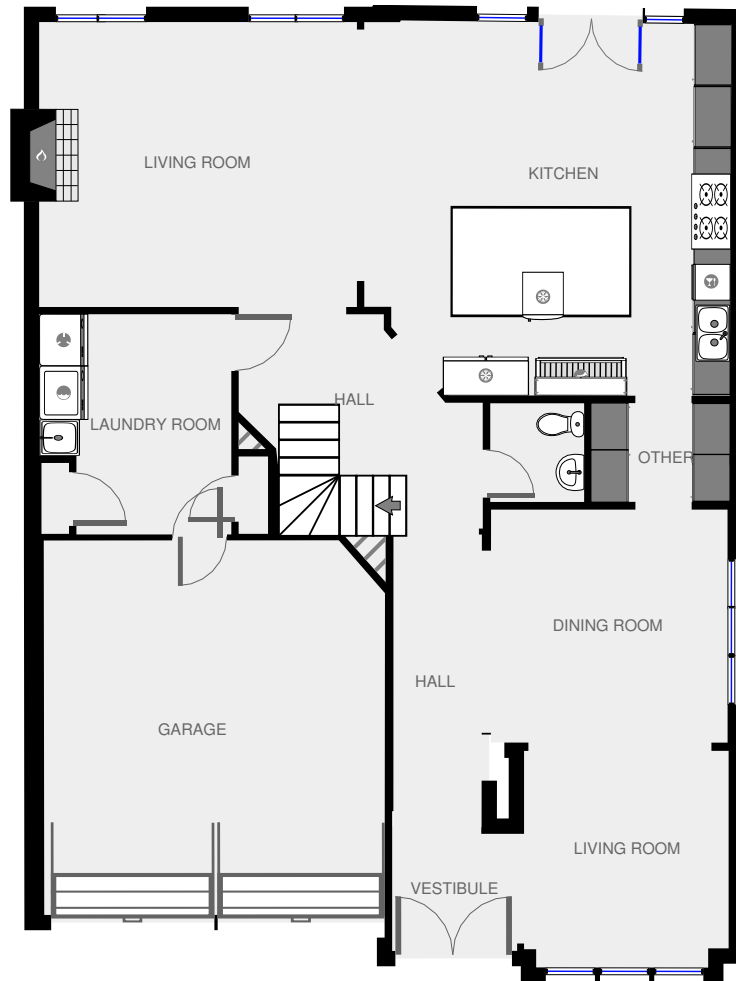 LIVING ROOM
KITCHEN
HALL
LAUNDRY ROOM
OTHER
DINING ROOM
HALL
GARAGE
LIVING ROOM
VESTIBULE